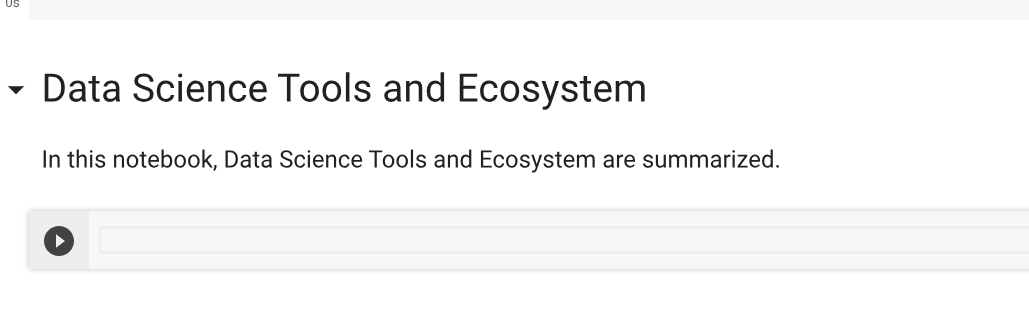 0s
Data Science Tools and Ecosystem
In this notebook, Data Science Tools and Ecosystem are summarized.